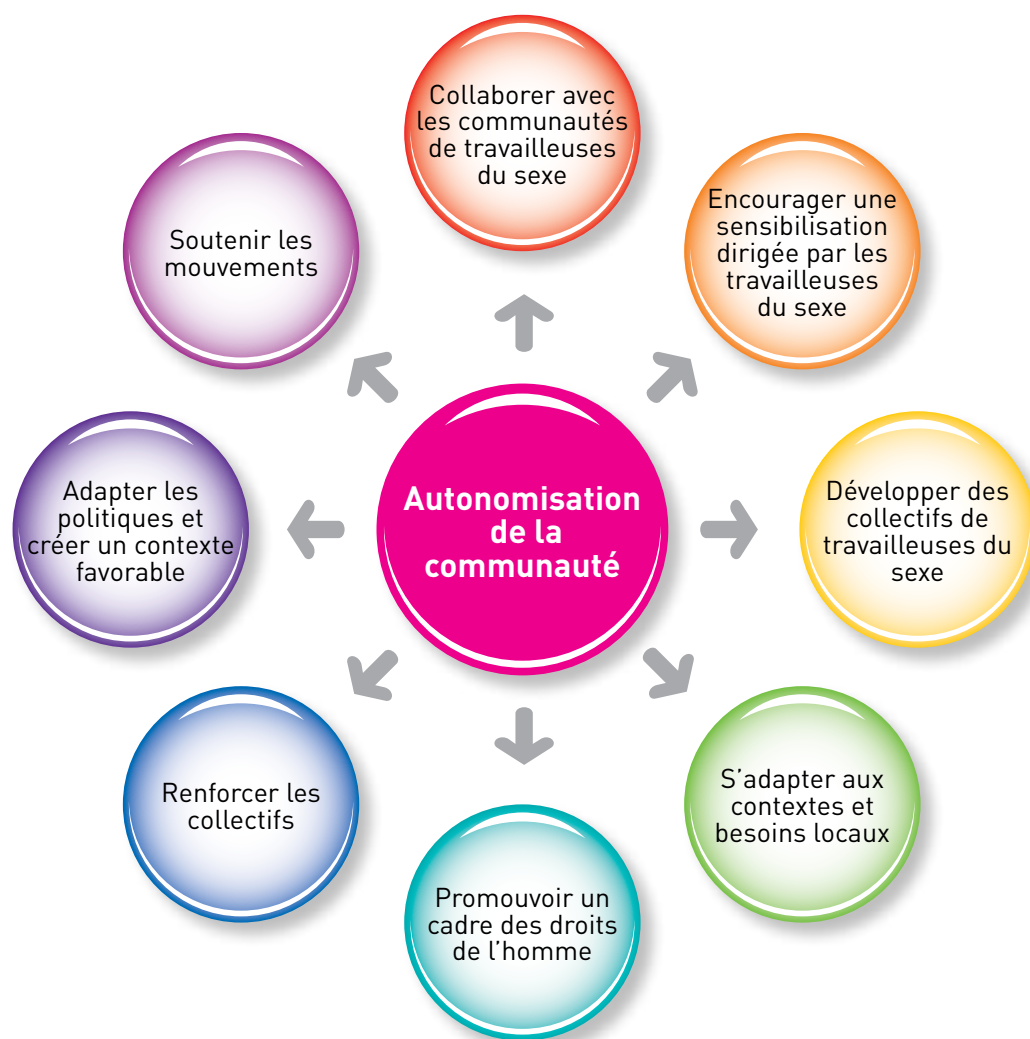 Collaborer avec
les communautés
de travailleuses
du sexe
Encourager une
sensibilisation
dirigée par les
travailleuses
du sexe
Développer des
collectifs de
travailleuses du
sexe
S'adapter aux
contextes et
besoins locaux
Promouvoir un
cadre des droits
de l'homme
Renforcer les
collectifs
Adapter les
politiques et
créer un contexte
favorable
Soutenir les
mouvements
Autonomisation
de la
communauté